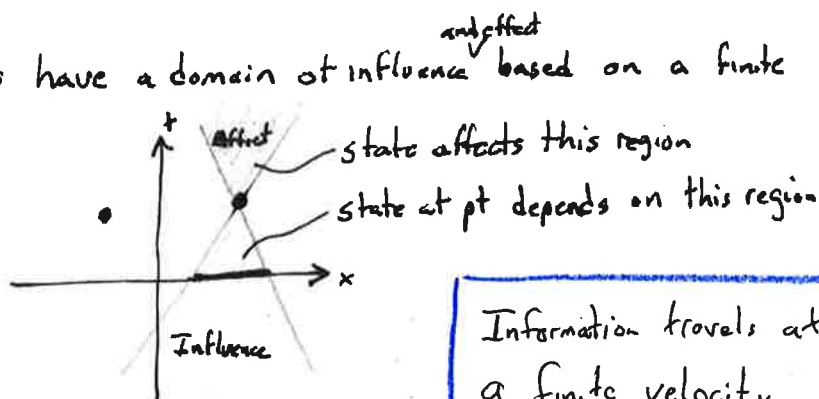 and effect
s have a domain of influence based on a finite
t
Affect
state affects this region
state at pt depends on this region
x
Influence
Information travels at
a finite velocity